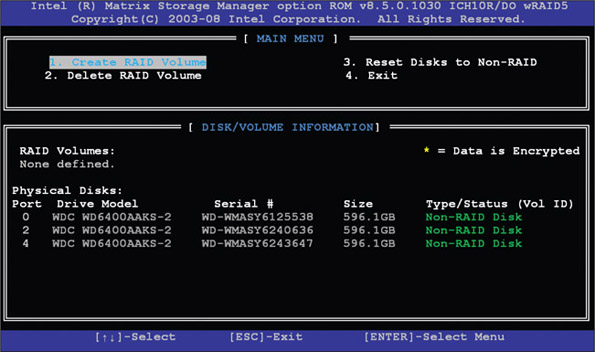 Intel (R) Matrix Storage Manager option ROM v8.5.0.1030 ICH10R/DO wRAID5
Copyright(C) 2003-08 Intel Corporation.  All Rights Reserved.
[ MAIN MENU ]
1. Create RAID Volume 3. Reset Disks to Non-RAID
2. Delete RAID Volume 4. Exit
[ DISK/VOLUME INFORMATION]
RAID Volumes: * = Data is Encrypted
None defined.
Physical Disks:
Port Drive Model Serial # Size Type/Status (Vol ID)
0 WDC WD6400AAKS-2 WD-WMASY6125538 596.1GB Non-RAID Disk
2 WDC WD6400AAKS-2 WD-WMASY6240636 596.1GB Non-RAID Disk
4 WDC WD6400AAKS-2 WD-WMASY6243647 596.1GB Non-RAID Disk
[↑↓]-Select [ESC]-Exit [ENTER]-Select Menu